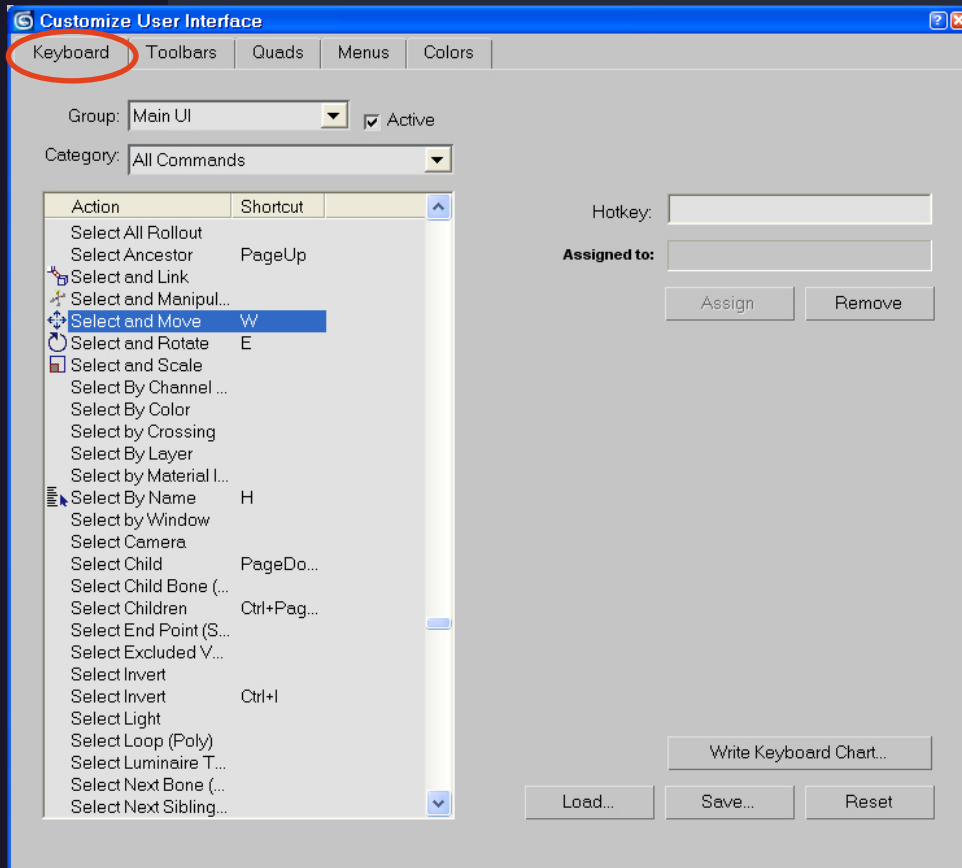 Customize User Interface
Keyboard Toolbars Quads Menus Colors
Group: Main UI Active
Category: All Commands
Action Shortcut
Select All Rollout
Select Ancestor PageUp
Select and Link
Select and Manipul...
Select and Move W
Select and Rotate E
Select and Scale
Select By Channel ...
Select By Color
Select by Crossing
Select By Layer
Select by Material I...
Select By Name H
Select by Window
Select Camera
Select Child PageDo...
Select Child Bone (...
Select Children Ctrl+Pag...
Select End Point (S...
Select Excluded V...
Select Invert
Select Invert Ctrl+I
Select Light
Select Loop (Poly)
Select Luminaire T...
Select Next Bone (...
Select Next Sibling...
Hotkey:
Assigned to:
Assign Remove
Write Keyboard Chart...
Load... Save... Reset